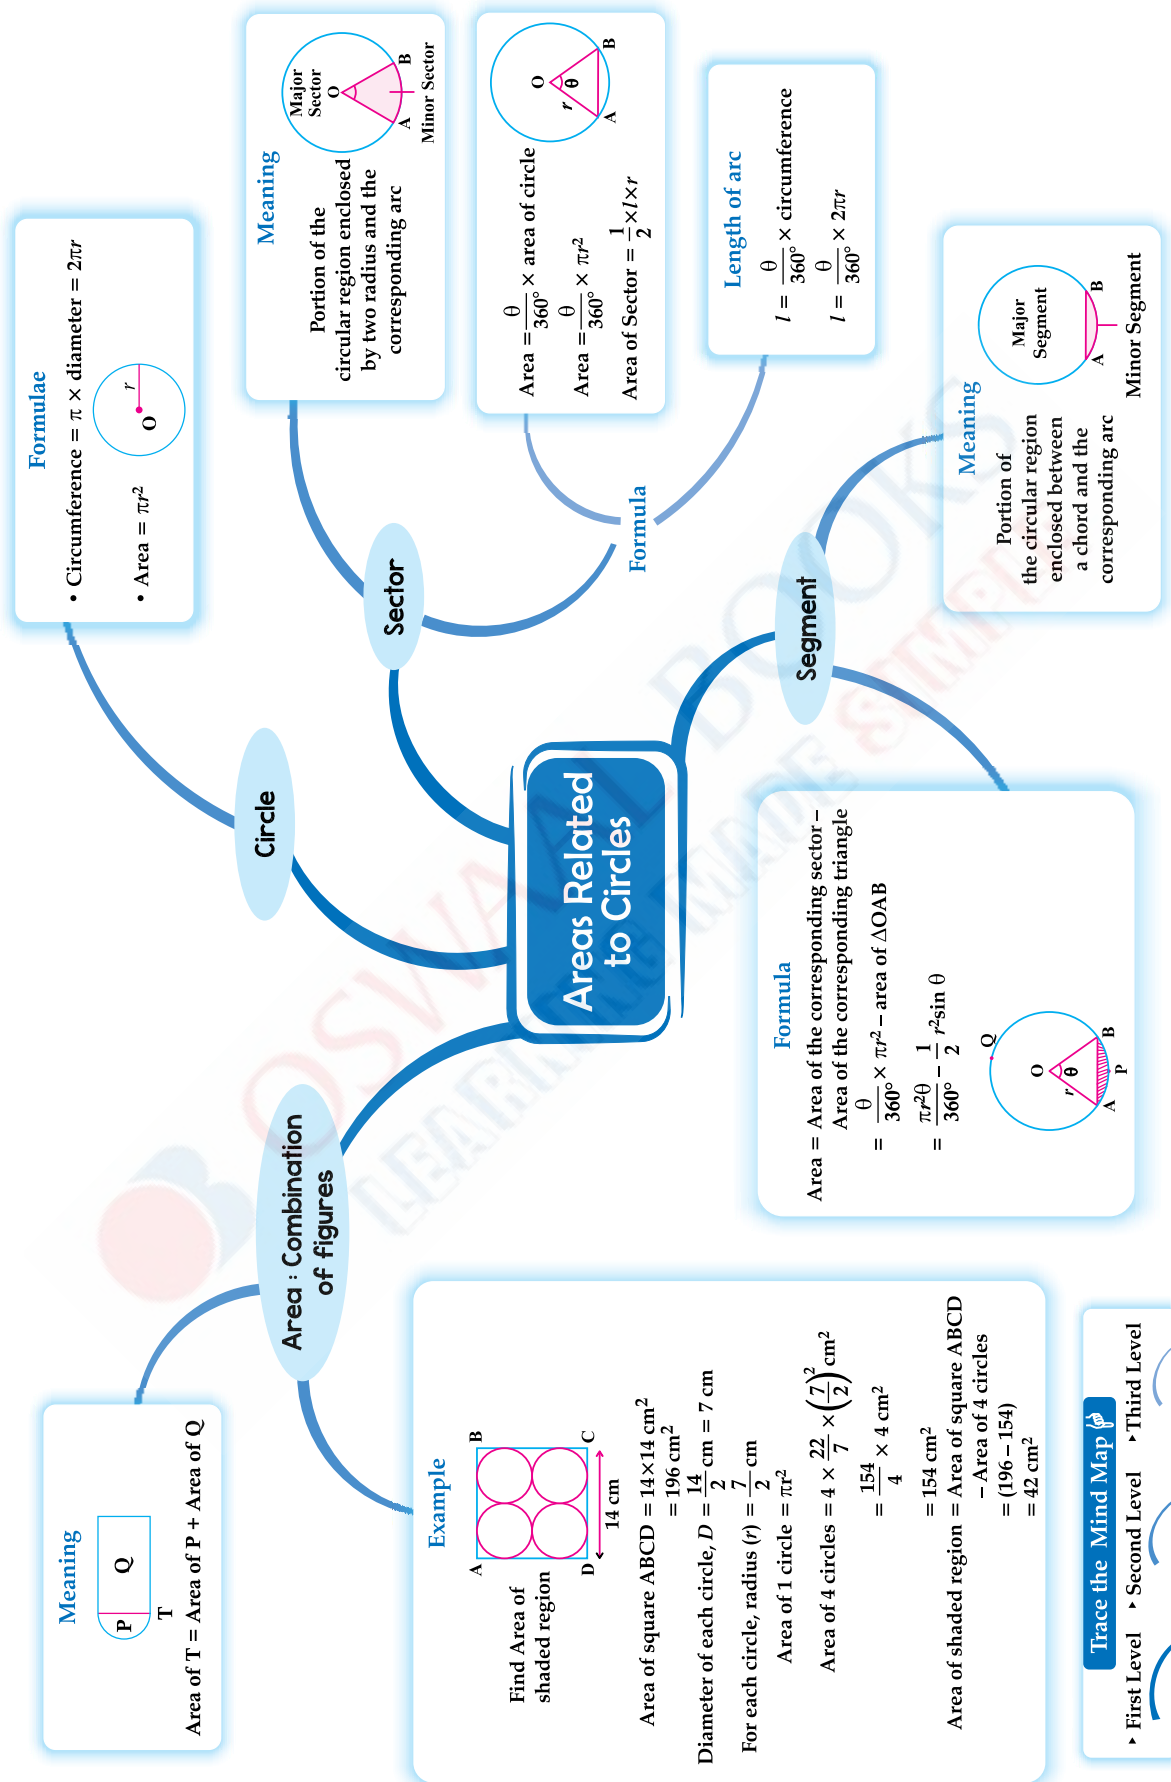 Areas Related
to Circles
Circle
Formulae
• Circumference = π × diameter = 2πr
• Area = πr²
O
r
Sector
Meaning
Portion of the
circular region enclosed
by two radius and the
corresponding arc
Major
Sector
O
A
B
Minor Sector
Formula
Area = θ/360° × area of circle
Area = θ/360° × πr²
Area of Sector = 1/2 × l × r
O
r
θ
A
B
Length of arc
l = θ/360° × circumference
l = θ/360° × 2πr
Segment
Meaning
Portion of
the circular region
enclosed between
a chord and the
corresponding arc
Major
Segment
A
B
Minor Segment
Formula
Area = Area of the corresponding sector –
Area of the corresponding triangle
= θ/360° × πr² – area of ΔOAB
= πr²θ/360° – 1/2 r²sin θ
Q
O
r
θ
A
B
P
Area : Combination
of figures
Meaning
P
Q
T
Area of T = Area of P + Area of Q
Example
Find Area of
shaded region
A
B
D
C
14 cm
Area of square ABCD = 14×14 cm²
= 196 cm²
Diameter of each circle, D = 14/2 cm = 7 cm
For each circle, radius (r) = 7/2 cm
Area of 1 circle = πr²
Area of 4 circles = 4 × 22/7 × (7/2)² cm²
= 154/4 × 4 cm²
= 154 cm²
Area of shaded region = Area of square ABCD
– Area of 4 circles
= (196 – 154)
= 42 cm²
Trace the Mind Map
▸ First Level ▸ Second Level ▸ Third Level
OSWAAL BOOKS
LEARNING MADE SIMPLE